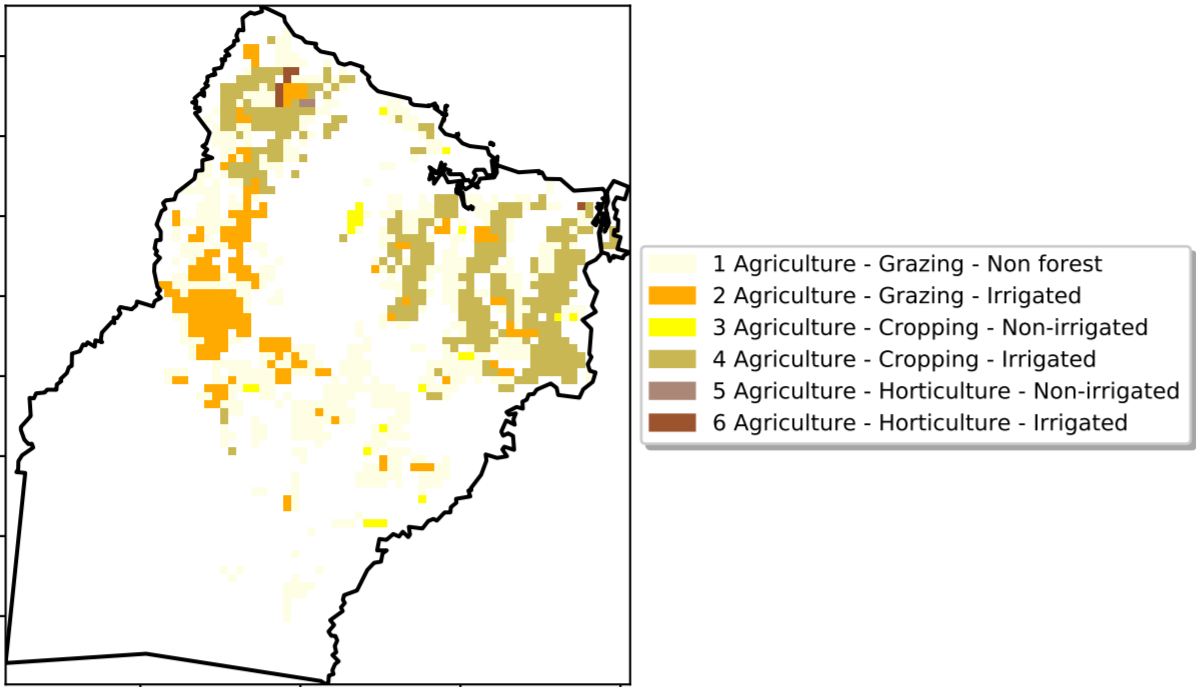 1 Agriculture - Grazing - Non forest
2 Agriculture - Grazing - Irrigated
3 Agriculture - Cropping - Non-irrigated
4 Agriculture - Cropping - Irrigated
5 Agriculture - Horticulture - Non-irrigated
6 Agriculture - Horticulture - Irrigated